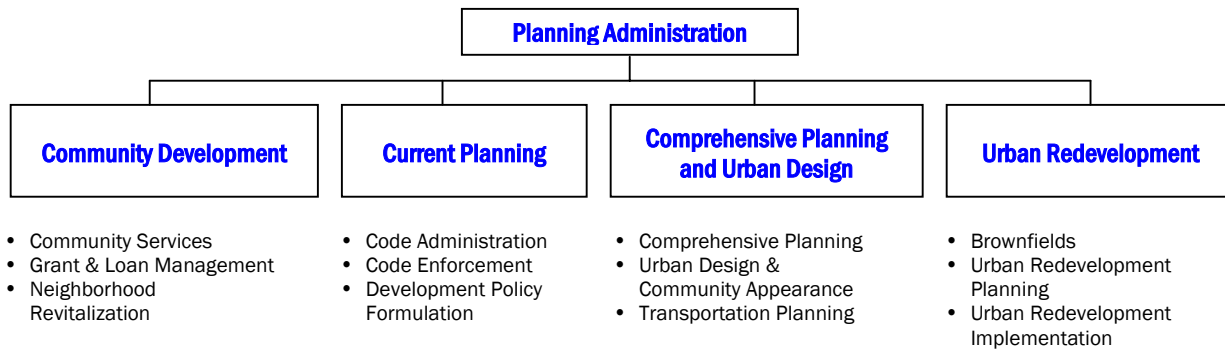 Planning Administration
Community Development
Current Planning
Comprehensive Planning
and Urban Design
Urban Redevelopment
• Community Services
• Grant & Loan Management
• Neighborhood
Revitalization
• Code Administration
• Code Enforcement
• Development Policy
Formulation
• Comprehensive Planning
• Urban Design &
Community Appearance
• Transportation Planning
• Brownfields
• Urban Redevelopment
Planning
• Urban Redevelopment
Implementation